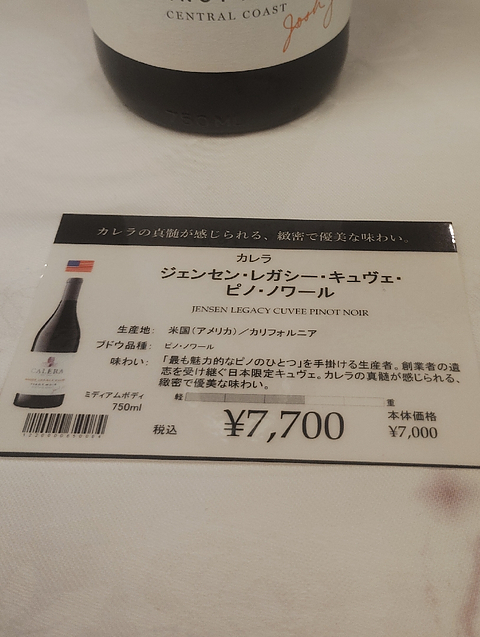 CENTRAL COAST
カレラの真髄が感じられる、緻密で優美な味わい。
カレラ
ジェンセン・レガシー・キュヴェ・
ピノ・ノワール
JENSEN LEGACY CUVEE PINOT NOIR
生産地: 米国(アメリカ)/カリフォルニア
ブドウ品種: ピノ・ノワール
味わい: 「最も魅力的なピノのひとつ」を手掛ける生産者。創業者の遺
志を受け継ぐ日本限定キュヴェ。カレラの真髄が感じられる、
緻密で優美な味わい。
CALERA
ミディアムボディ
750ml
軽 重
税込 ¥7,700
本体価格
¥7,000